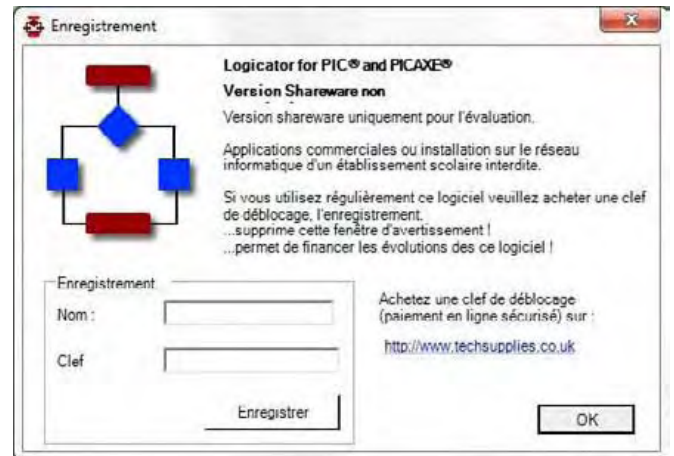 Enregistrement
Logicator for PIC® and PICAXE®
Version Shareware non
Version shareware uniquement pour l'évaluation.
Applications commerciales ou installation sur le réseau
informatique d'un établissement scolaire interdite.
Si vous utilisez régulièrement ce logiciel veuillez acheter une clef
de déblocage, l'enregistrement.
...supprime cette fenêtre d'avertissement !
...permet de financer les évolutions des ce logiciel !
Enregistrement
Nom :
Clef
Enregistrer
Achetez une clef de déblocage
(paiement en ligne sécurisé) sur :
http://www.techsupplies.co.uk
OK